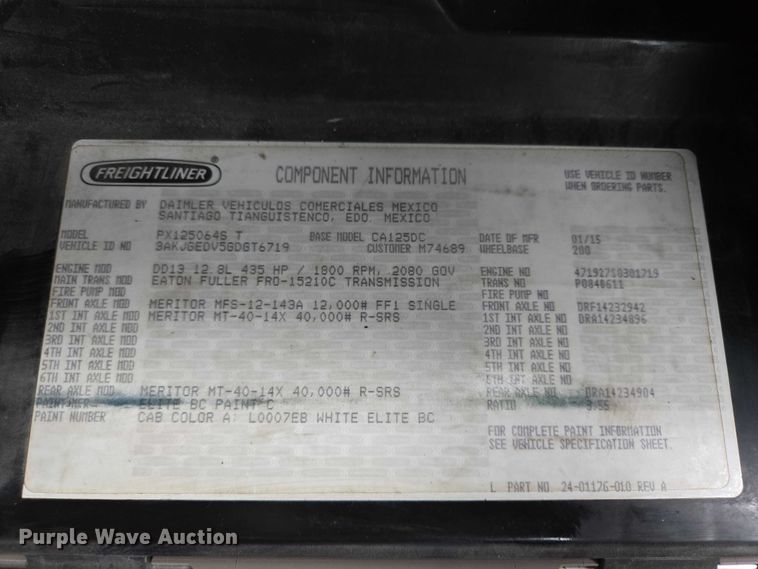 FREIGHTLINER®
COMPONENT INFORMATION
USE VEHICLE ID NUMBER
WHEN ORDERING PARTS.
MANUFACTURED BY DAIMLER VEHICULOS COMERCIALES MEXICO
SANTIAGO TIANGUISTENCO, EDO. MEXICO
MODEL PX125064S T BASE MODEL CA125DC DATE OF MFR 01/15
VEHICLE ID NO 3AKJGEDV5GDGT6719 CUSTOMER M74689 WHEELBASE 200
ENGINE MOD DD13 12.8L 435 HP / 1800 RPM, 2080 GOV ENGINE NO 471927S0301719
MAIN TRANS MOD EATON FULLER FRO-15210C TRANSMISSION TRANS NO P0840611
FIRE PUMP MOD FIRE PUMP NO
FRONT AXLE MOD MERITOR MFS-12-143A 12,000# FF1 SINGLE FRONT AXLE NO DRF14232942
1ST INT AXLE MOD MERITOR MT-40-14X 40,000# R-SRS 1ST INT AXLE NO DRA14234896
2ND INT AXLE MOD 2ND INT AXLE NO
3RD INT AXLE MOD 3RD INT AXLE NO
4TH INT AXLE MOD 4TH INT AXLE NO
5TH INT AXLE MOD 5TH INT AXLE NO
6TH INT AXLE MOD 6TH INT AXLE NO
REAR AXLE MOD MERITOR MT-40-14X 40,000# R-SRS REAR AXLE NO DRA14234904
PAINT MFR ELITE BC PAINT C RATIO 3.55
PAINT NUMBER CAB COLOR A: L0007EB WHITE ELITE BC
FOR COMPLETE PAINT INFORMATION
SEE VEHICLE SPECIFICATION SHEET.
L PART NO. 24-01176-010 REV A
Purple Wave Auction®